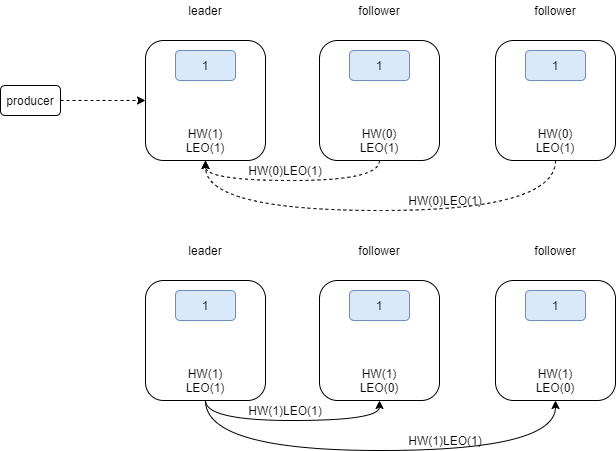 leader
follower
follower
1
1
1
producer
HW(1)
LEO(1)
HW(0)
LEO(1)
HW(0)
LEO(1)
HW(0)LEO(1)
HW(0)LEO(1)
leader
follower
follower
1
1
1
HW(1)
LEO(1)
HW(1)
LEO(0)
HW(1)
LEO(0)
HW(1)LEO(1)
HW(1)LEO(1)